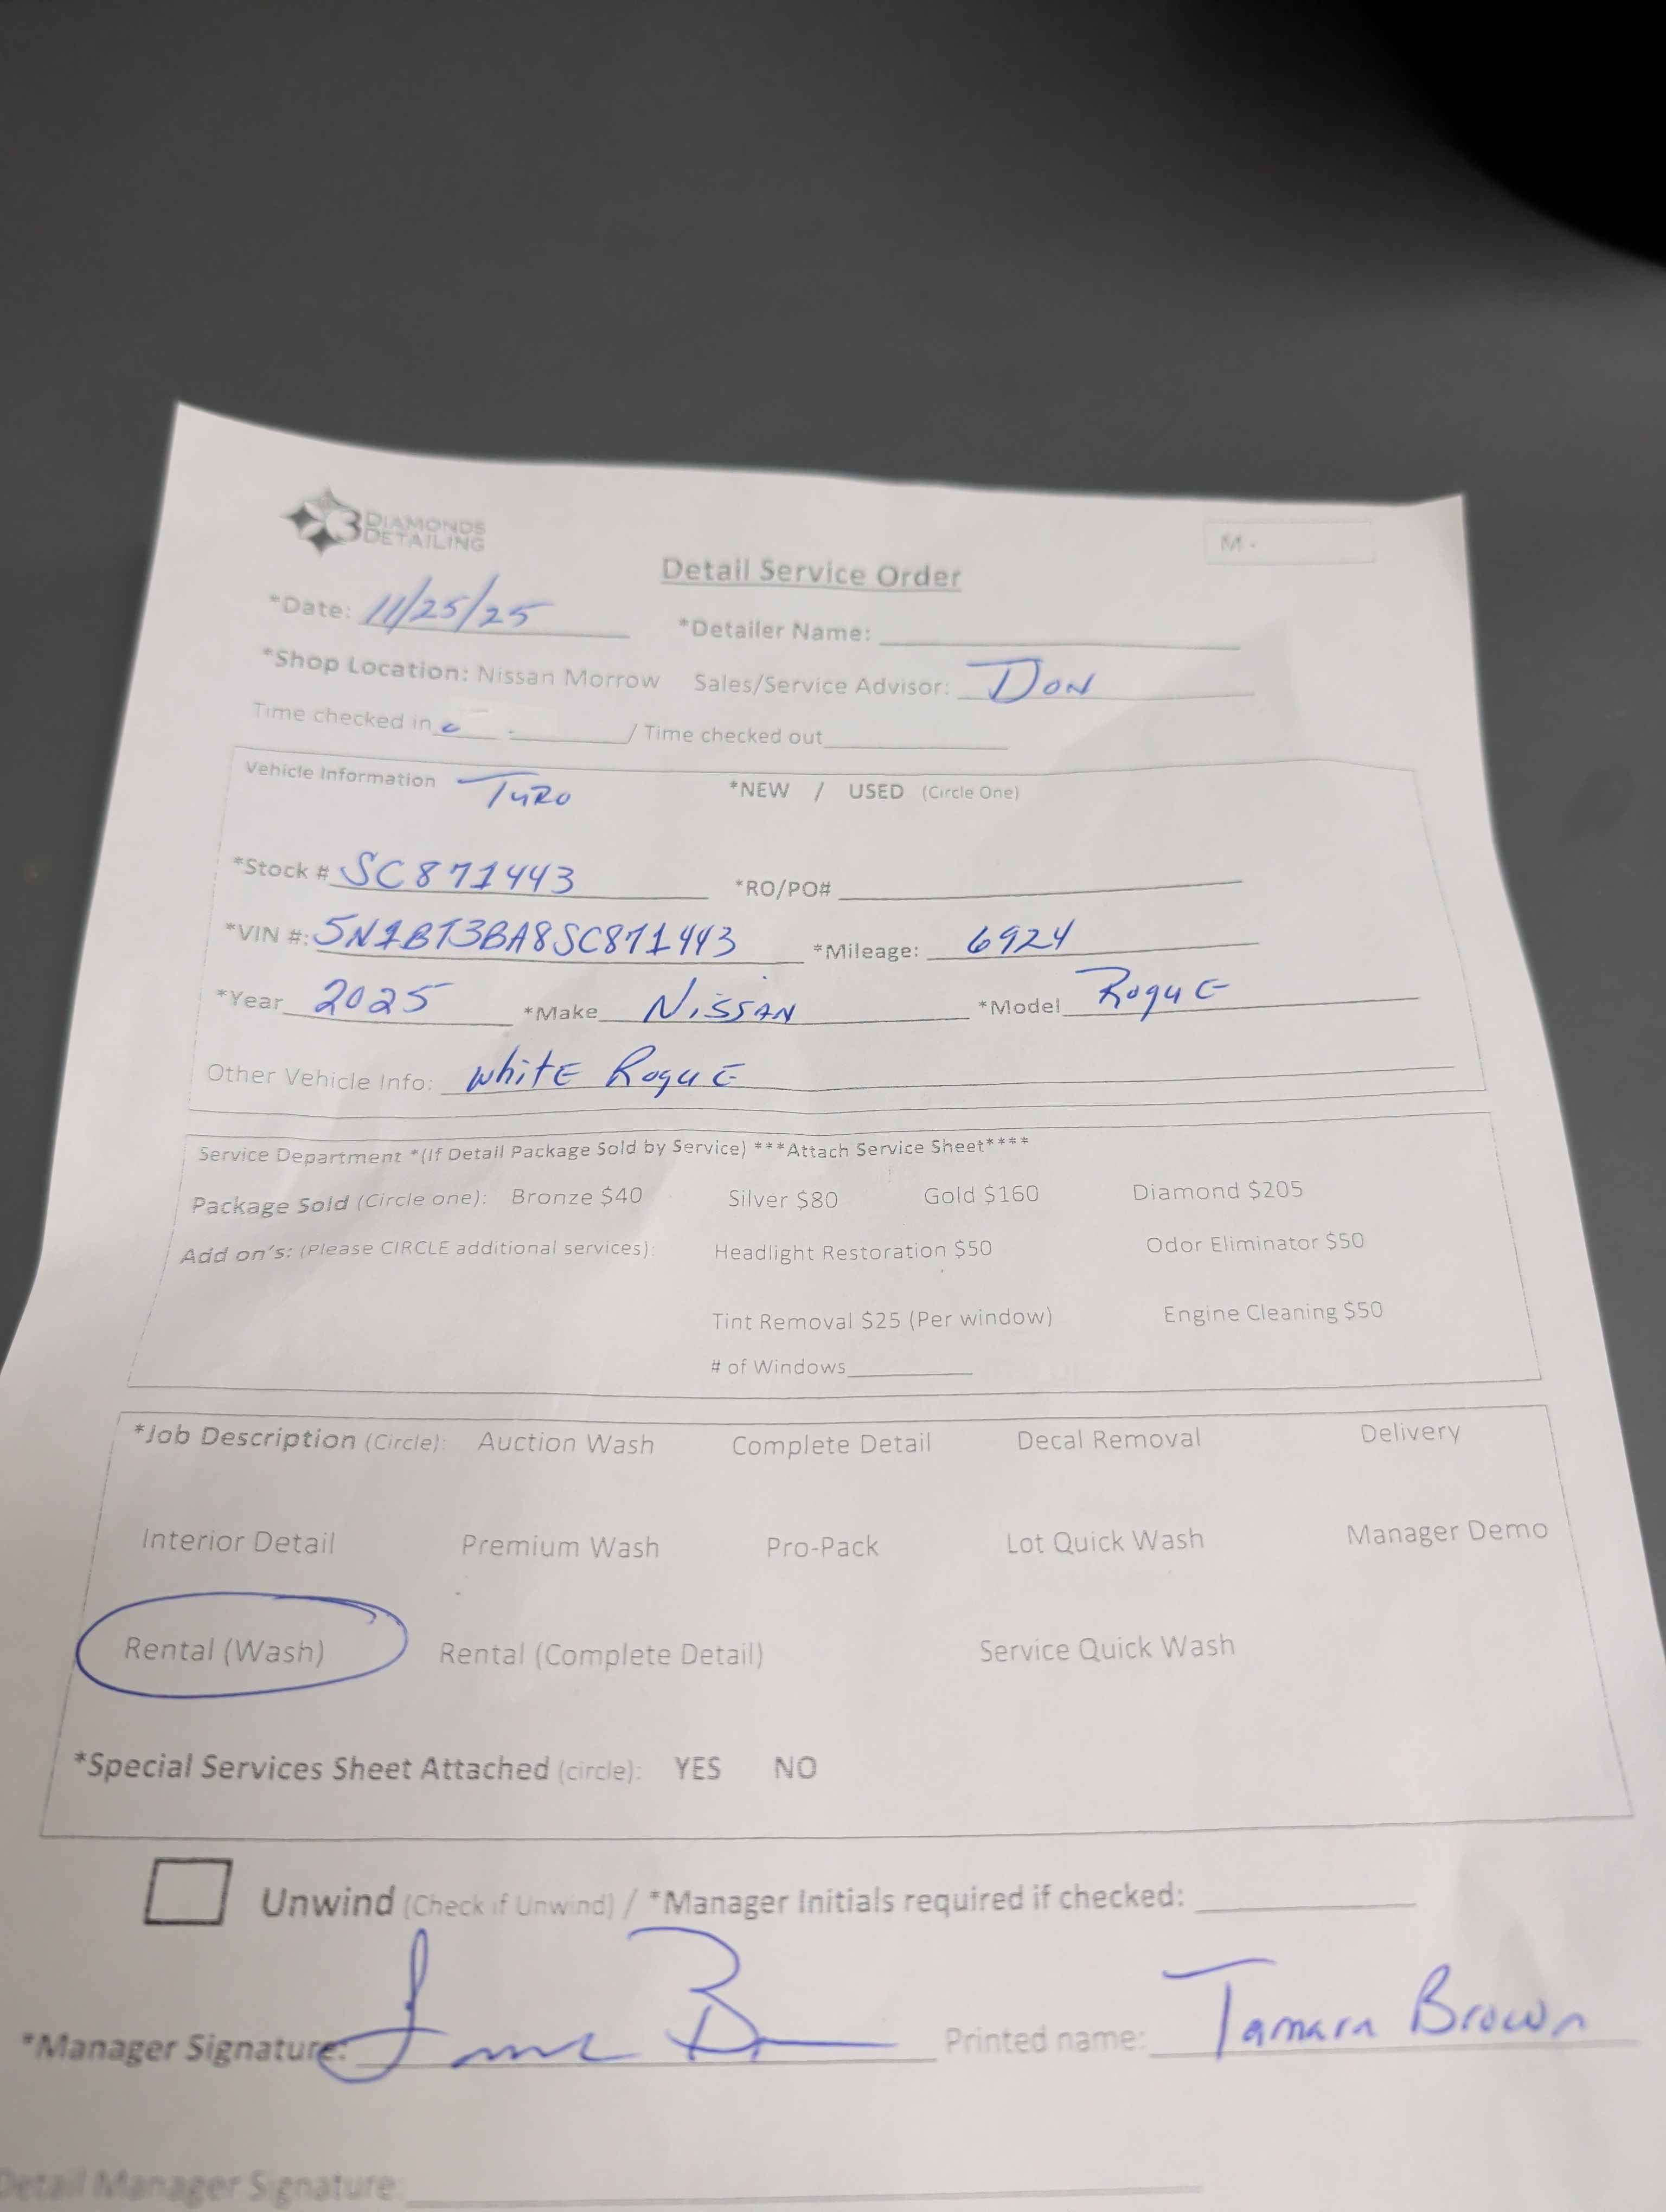 3 DIAMONDS DETAILING
M -
Detail Service Order
*Date: 11/25/25 *Detailer Name:
*Shop Location: Nissan Morrow Sales/Service Advisor: DON
Time checked in / Time checked out
Vehicle Information TURO *NEW / USED (Circle One)
*Stock # SC871443 *RO/PO#
*VIN #: 5N1BT3BA8SC871443 *Mileage: 6924
*Year 2025 *Make NiSSAN *Model RoguE
Other Vehicle Info: whitE RoguE
Service Department *(If Detail Package Sold by Service) ***Attach Service Sheet****
Package Sold (Circle one): Bronze $40 Silver $80 Gold $160 Diamond $205
Add on's: (Please CIRCLE additional services): Headlight Restoration $50 Odor Eliminator $50
Tint Removal $25 (Per window) Engine Cleaning $50
# of Windows
*Job Description (Circle): Auction Wash Complete Detail Decal Removal Delivery
Interior Detail Premium Wash Pro-Pack Lot Quick Wash Manager Demo
Rental (Wash) Rental (Complete Detail) Service Quick Wash
*Special Services Sheet Attached (circle): YES NO
Unwind (Check if Unwind) / *Manager Initials required if checked:
*Manager Signature: Printed name: Tamara Brown
Detail Manager Signature